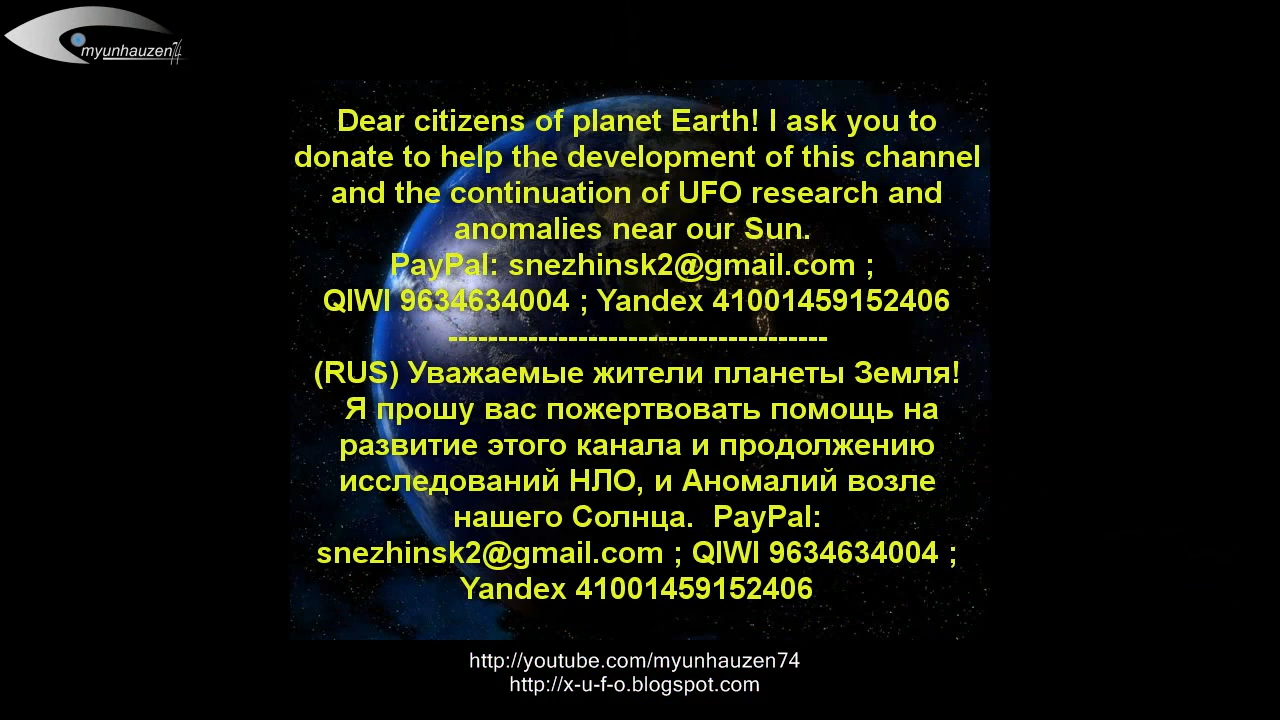 myunhauzen74
Dear citizens of planet Earth! I ask you to
donate to help the development of this channel
and the continuation of UFO research and
anomalies near our Sun.
PayPal: snezhinsk2@gmail.com ;
QIWI 9634634004 ; Yandex 41001459152406
--------------------------------------
(RUS) Уважаемые жители планеты Земля!
Я прошу вас пожертвовать помощь на
развитие этого канала и продолжению
исследований НЛО, и Аномалий возле
нашего Солнца. PayPal:
snezhinsk2@gmail.com ; QIWI 9634634004 ;
Yandex 41001459152406
http://youtube.com/myunhauzen74
http://x-u-f-o.blogspot.com